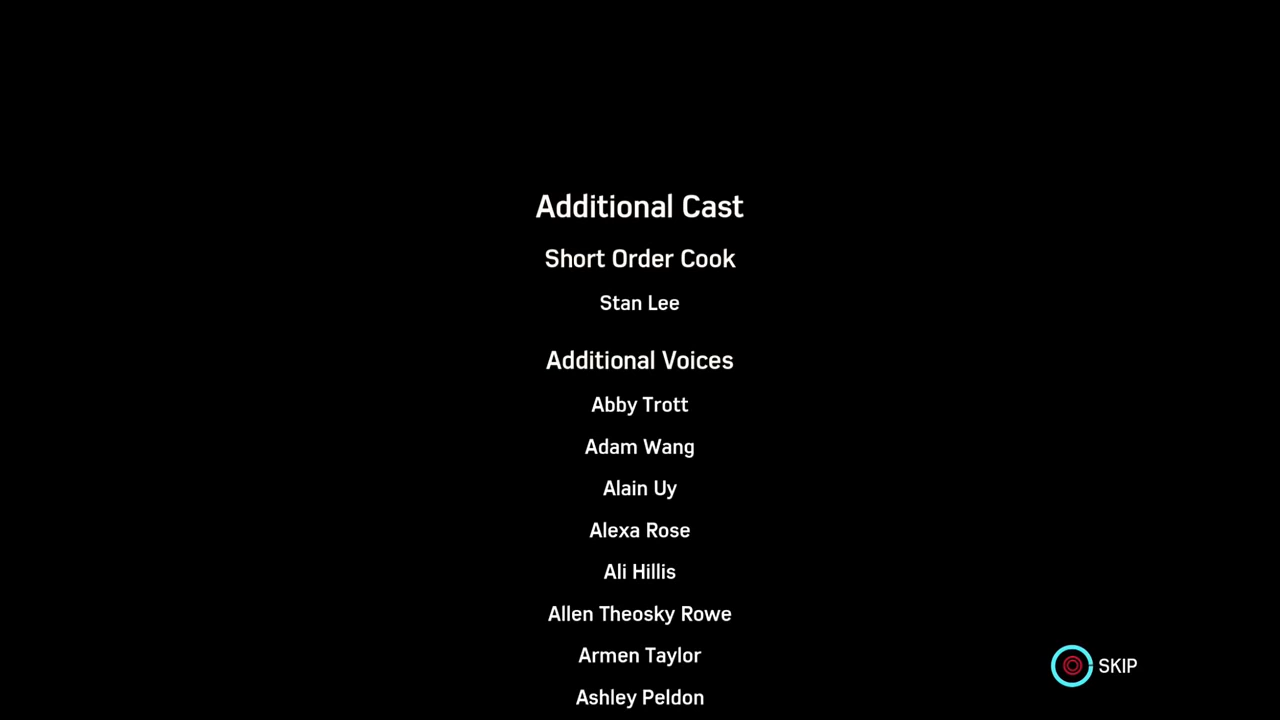 Additional Cast
Short Order Cook
Stan Lee
Additional Voices
Abby Trott
Adam Wang
Alain Uy
Alexa Rose
Ali Hillis
Allen Theosky Rowe
Armen Taylor
SKIP
Ashley Peldon